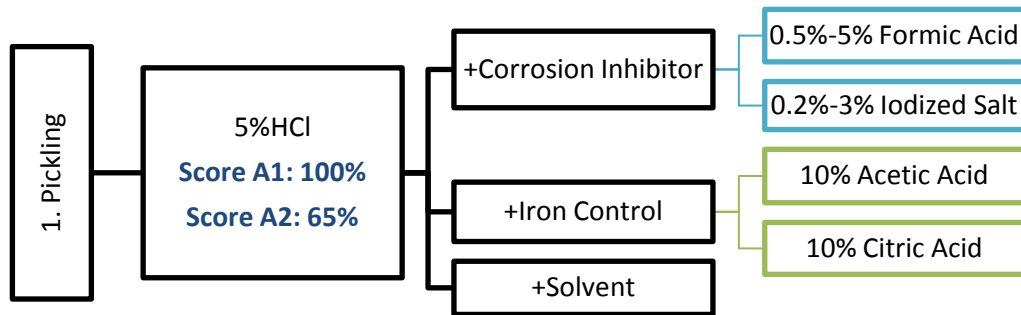 1. Pickling
5%HCl
Score A1: 100%
Score A2: 65%
+Corrosion Inhibitor
0.5%-5% Formic Acid
0.2%-3% Iodized Salt
+Iron Control
10% Acetic Acid
10% Citric Acid
+Solvent